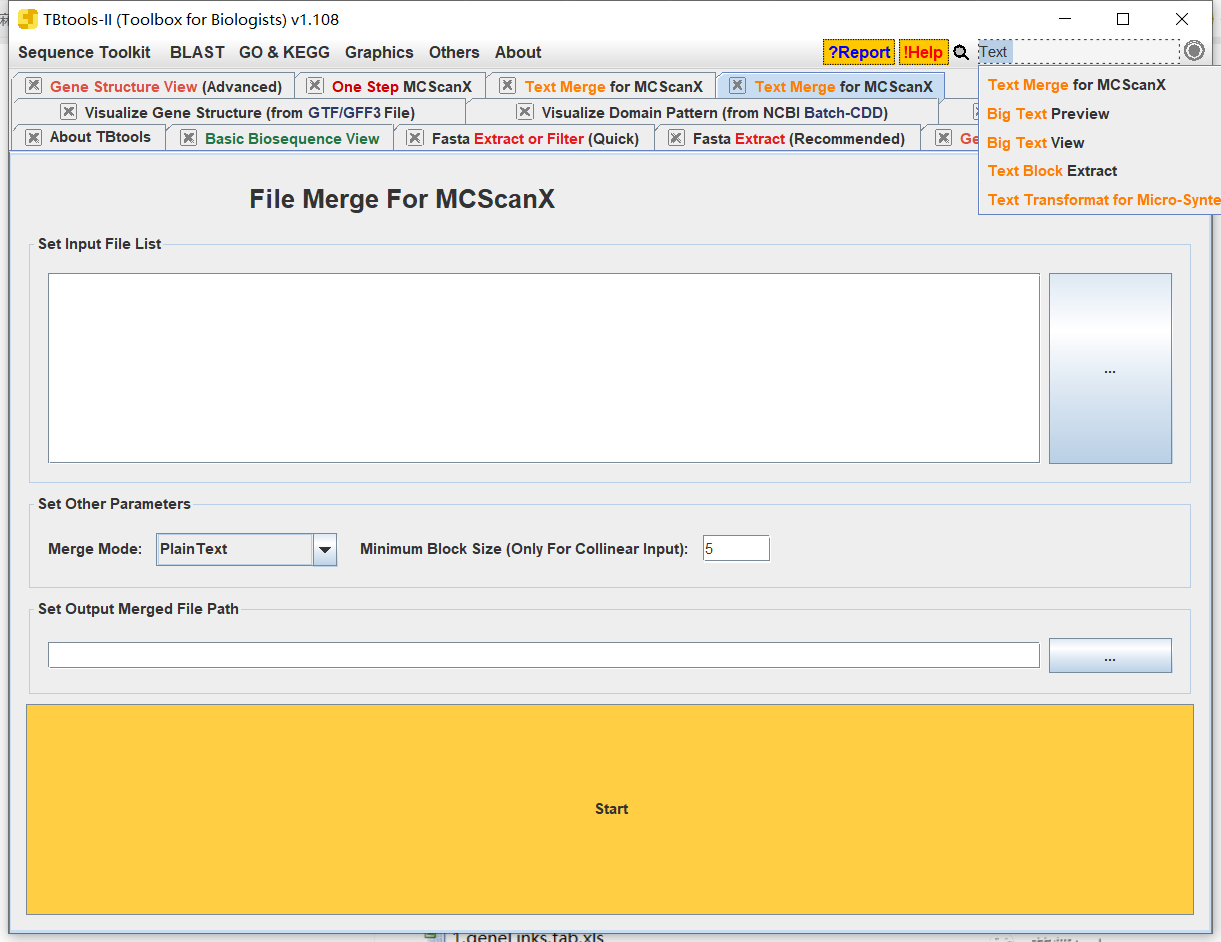 TBtools-II (Toolbox for Biologists) v1.108
Sequence Toolkit BLAST GO & KEGG Graphics Others About ?Report !Help Text
Gene Structure View (Advanced) One Step MCScanX Text Merge for MCScanX Text Merge for MCScanX
Text Merge for MCScanX
Visualize Gene Structure (from GTF/GFF3 File) Visualize Domain Pattern (from NCBI Batch-CDD)
Big Text Preview
About TBtools Basic Biosequence View Fasta Extract or Filter (Quick) Fasta Extract (Recommended) Ge
Big Text View
Text Block Extract
Text Transformat for Micro-Synte
File Merge For MCScanX
Set Input File List
...
Set Other Parameters
Merge Mode: PlainText Minimum Block Size (Only For Collinear Input): 5
Set Output Merged File Path
...
Start
1.geneLinks.tab.xls